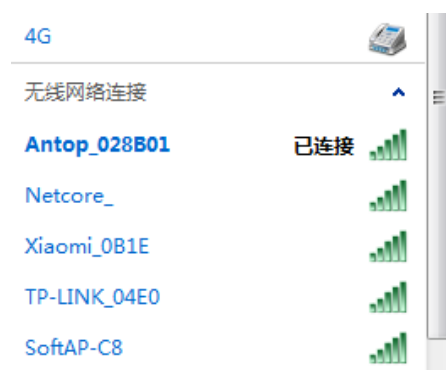 4G
无线网络连接
Antop_028B01 已连接
Netcore_
Xiaomi_0B1E
TP-LINK_04E0
SoftAP-C8